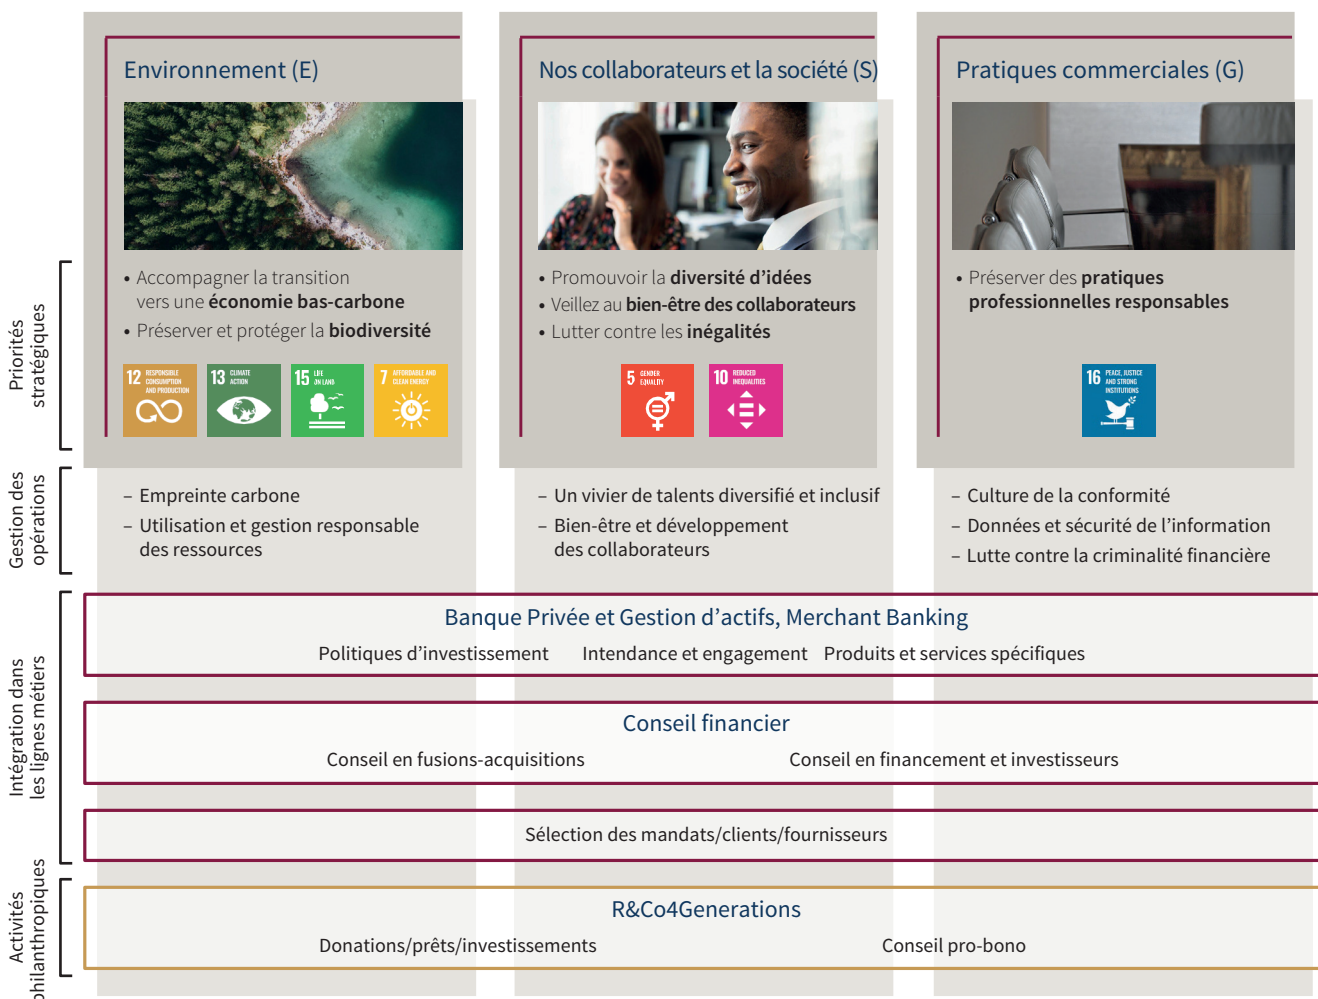 Environnement (E)
Nos collaborateurs et la société (S)
Pratiques commerciales (G)
Priorités
stratégiques
• Accompagner la transition
vers une économie bas-carbone
• Préserver et protéger la biodiversité
12 RESPONSIBLE
CONSUMPTION
AND PRODUCTION
13 CLIMATE
ACTION
15 LIFE
ON LAND
7 AFFORDABLE AND
CLEAN ENERGY
• Promouvoir la diversité d’idées
• Veillez au bien-être des collaborateurs
• Lutter contre les inégalités
5 GENDER
EQUALITY
10 REDUCED
INEQUALITIES
• Préserver des pratiques
professionnelles responsables
16 PEACE, JUSTICE
AND STRONG
INSTITUTIONS
Gestion des
opérations
– Empreinte carbone
– Utilisation et gestion responsable
des ressources
– Un vivier de talents diversifié et inclusif
– Bien-être et développement
des collaborateurs
– Culture de la conformité
– Données et sécurité de l’information
– Lutte contre la criminalité financière
Intégration dans
les lignes métiers
Banque Privée et Gestion d’actifs, Merchant Banking
Politiques d’investissement Intendance et engagement Produits et services spécifiques
Conseil financier
Conseil en fusions-acquisitions Conseil en financement et investisseurs
Sélection des mandats/clients/fournisseurs
Activités
philanthropiques
R&Co4Generations
Donations/prêts/investissements Conseil pro-bono